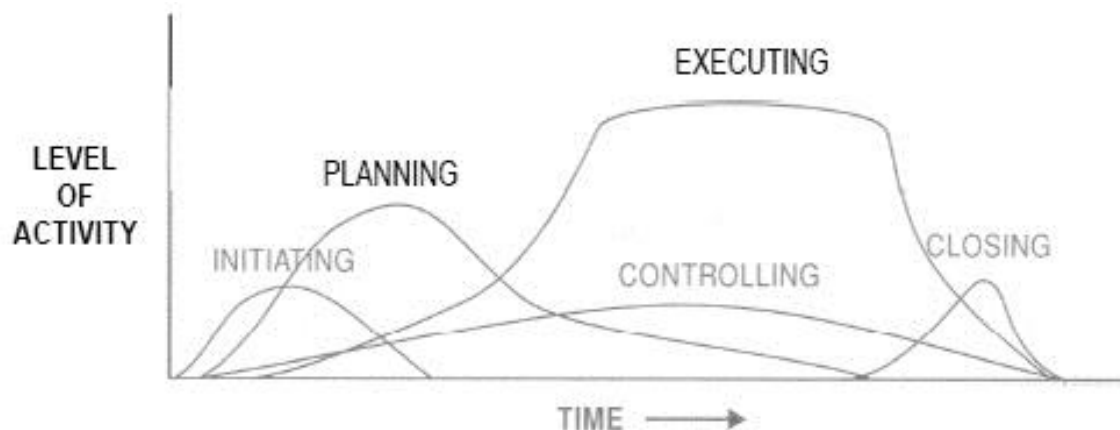 EXECUTING
LEVEL
OF
ACTIVITY
PLANNING
INITIATING
CONTROLLING
CLOSING
TIME